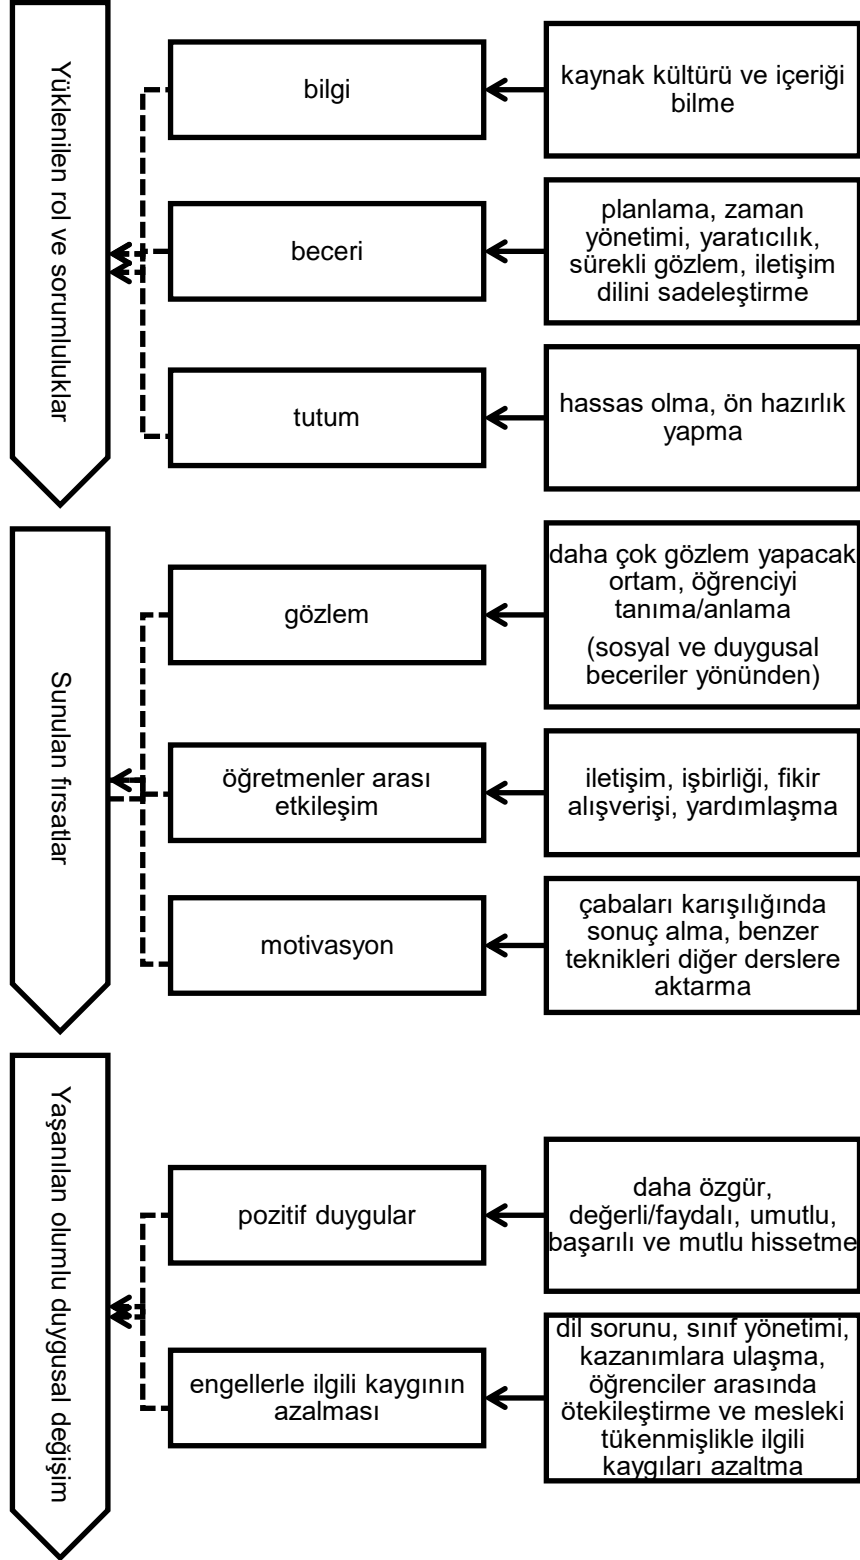 Yüklenilen rol ve sorumluluklar
bilgi
kaynak kültürü ve içeriği
bilme
beceri
planlama, zaman
yönetimi, yaratıcılık,
sürekli gözlem, iletişim
dilini sadeleştirme
tutum
hassas olma, ön hazırlık
yapma
Sunulan fırsatlar
gözlem
daha çok gözlem yapacak
ortam, öğrenciyi
tanıma/anlama
(sosyal ve duygusal
beceriler yönünden)
öğretmenler arası
etkileşim
iletişim, işbirliği, fikir
alışverişi, yardımlaşma
motivasyon
çabaları karışılığında
sonuç alma, benzer
teknikleri diğer derslere
aktarma
Yaşanılan olumlu duygusal değişim
pozitif duygular
daha özgür,
değerli/faydalı, umutlu,
başarılı ve mutlu hissetme
engellerle ilgili kaygının
azalması
dil sorunu, sınıf yönetimi,
kazanımlara ulaşma,
öğrenciler arasında
ötekileştirme ve mesleki
tükenmişlikle ilgili
kaygıları azaltma